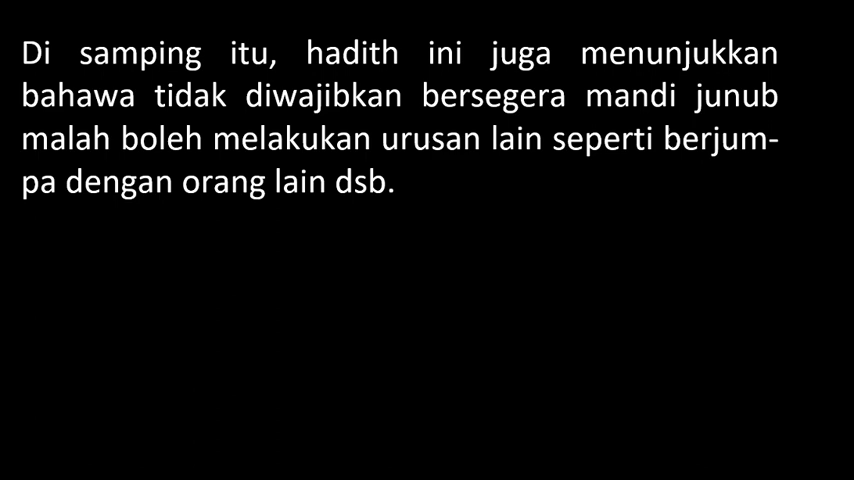 Di samping itu, hadith ini juga menunjukkan
bahawa tidak diwajibkan bersegera mandi junub
malah boleh melakukan urusan lain seperti berjum-
pa dengan orang lain dsb.